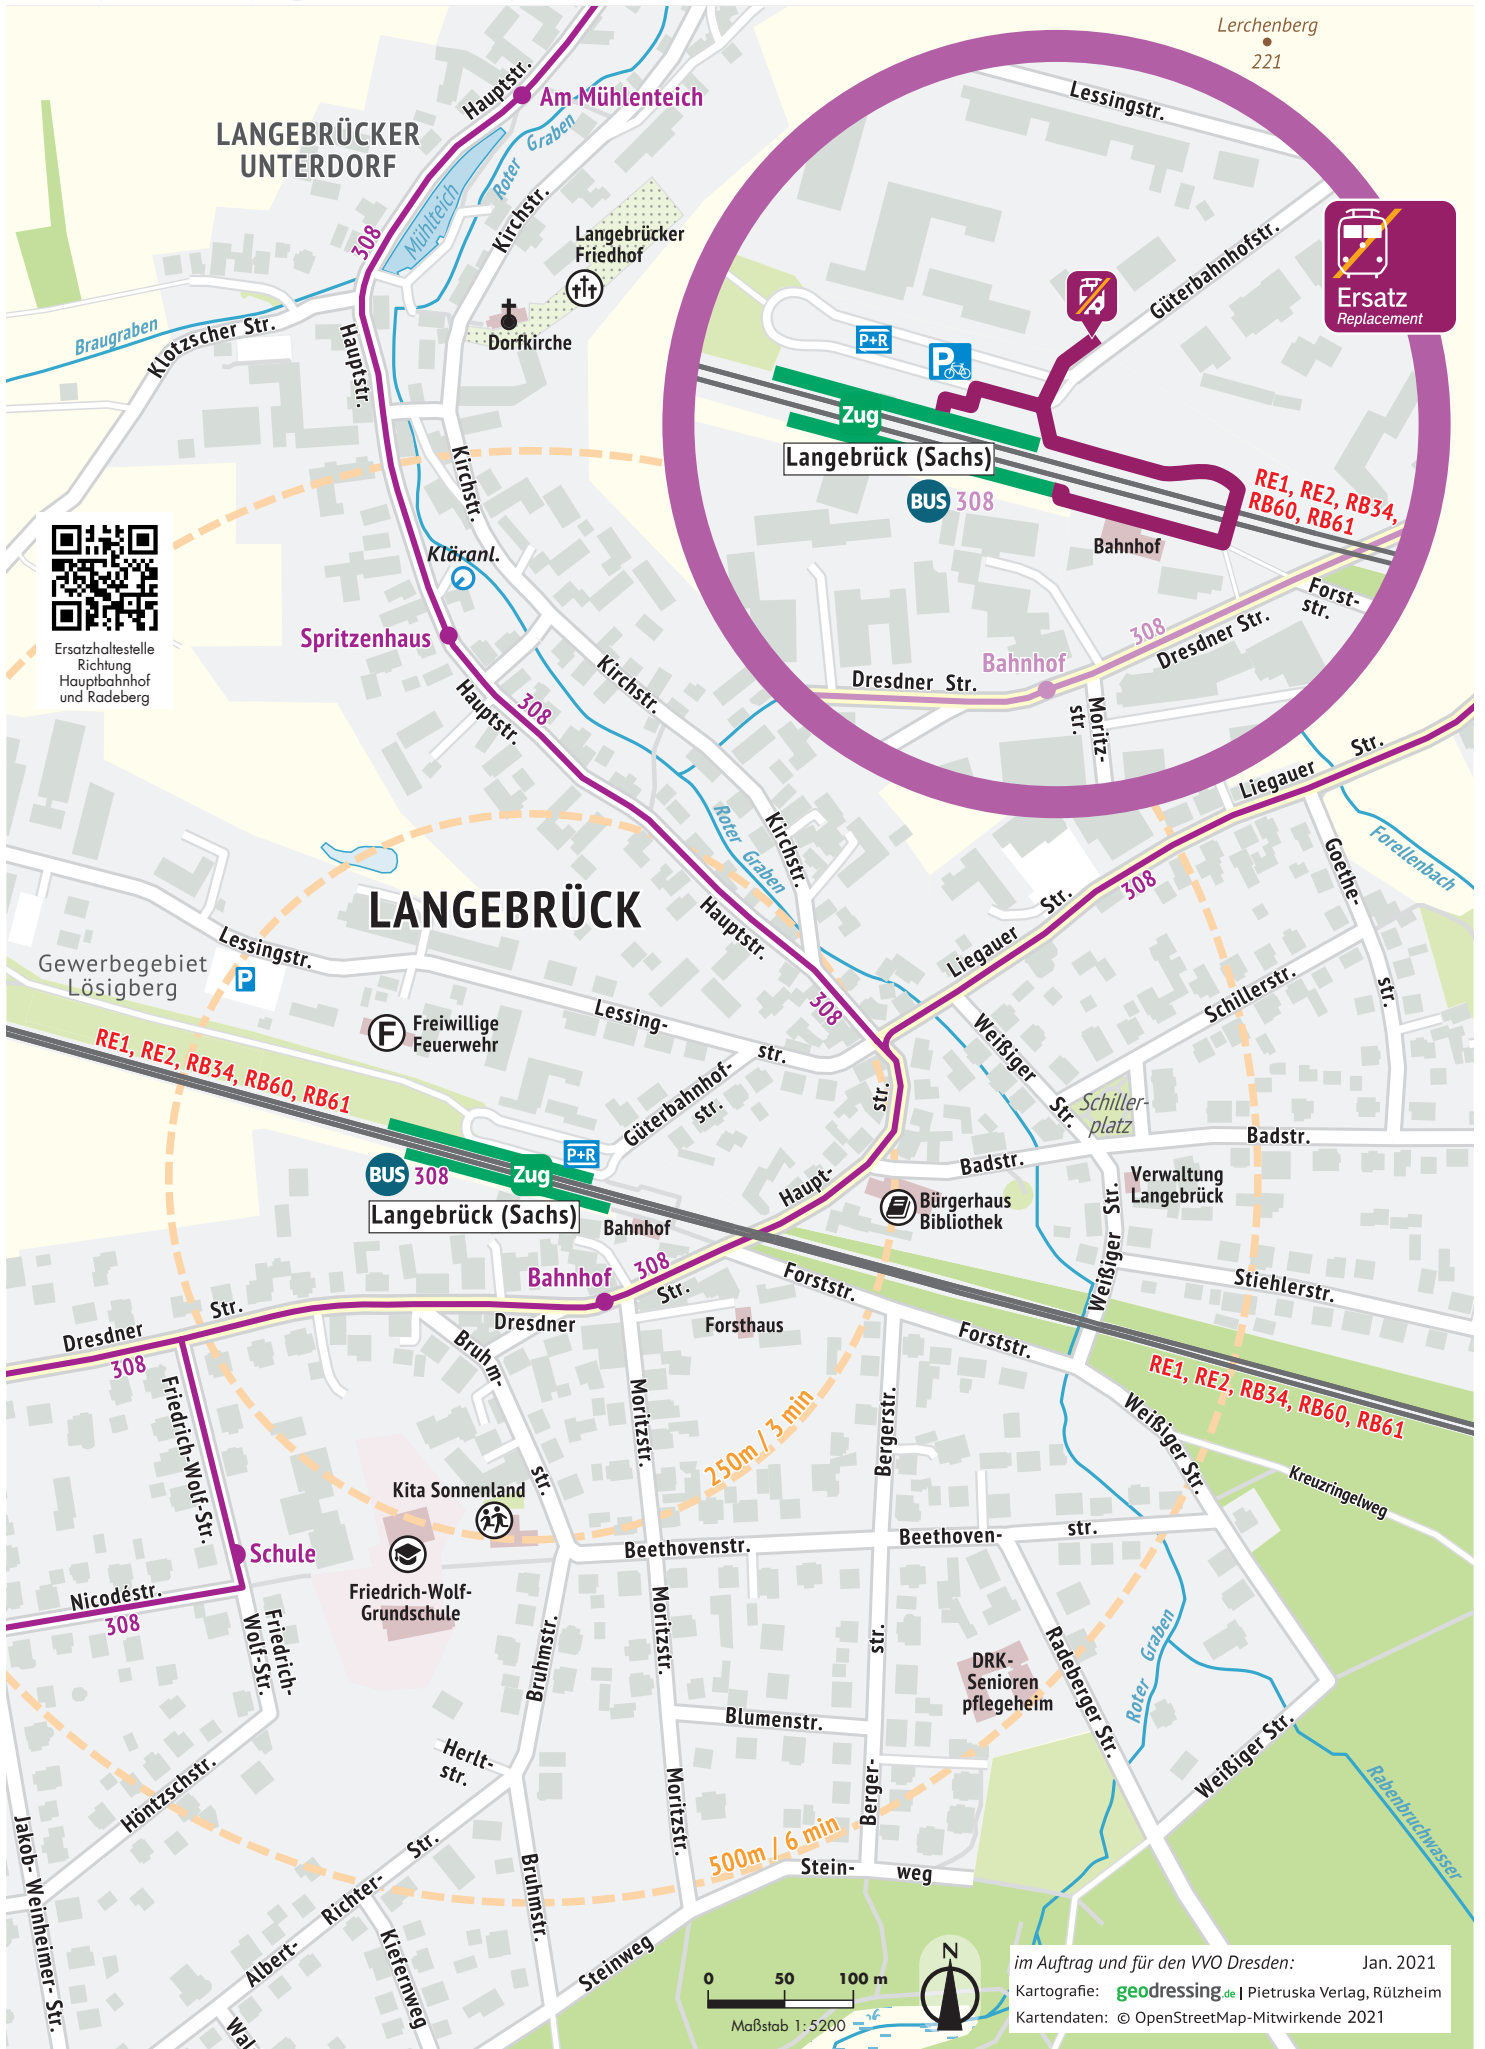 Lerchenberg
221
Hauptstr.
Am Mühlenteich
LANGEBRÜCKER
UNTERDORF
Roter Graben
Mühlteich
308
Kirchstr.
Langebrücker
Friedhof
Dorfkirche
Braugraben
Klotzscher Str.
Hauptstr.
Kirchstr.
Kläranl.
Spritzenhaus
Hauptstr.
308
Kirchstr.
Ersatzhaltestelle
Richtung
Hauptbahnhof
und Radeberg
Lessingstr.
Güterbahnhofstr.
Ersatz
Replacement
P+R
P
Zug
Langebrück (Sachs)
BUS 308
RE1, RE2, RB34,
RB60, RB61
Bahnhof
Forst-
str.
308
Dresdner Str.
Bahnhof
Dresdner Str.
Moritz-
str.
Liegauer Str.
Forellenbach
Goethe-
str.
Roter Graben
Kirchstr.
LANGEBRÜCK
Hauptstr.
308
Liegauer Str.
308
Lessingstr.
Gewerbegebiet
Lösigberg
P
F
Freiwillige
Feuerwehr
Lessing-
str.
Schillerstr.
Weißiger
Str.
RE1, RE2, RB34, RB60, RB61
Güterbahnhof-
str.
str.
Schiller-
platz
Badstr.
P+R
BUS 308
Zug
Langebrück (Sachs)
Bahnhof
Haupt-
Badstr.
Verwaltung
Langebrück
Bürgerhaus
Bibliothek
Weißiger Str.
Bahnhof
308
Str.
Dresdner
Forststr.
Forsthaus
Stiehlerstr.
Dresdner
Str.
308
Bruhm-
str.
Forststr.
RE1, RE2, RB34, RB60, RB61
Friedrich-Wolf-Str.
Moritzstr.
250m / 3 min
Bergerstr.
Weißiger Str.
Kreuzringelweg
Kita Sonnenland
Schule
Friedrich-Wolf-
Grundschule
Beethovenstr.
Beethoven-
str.
Nicodéstr.
308
Friedrich-
Wolf-Str.
Bruhmstr.
Moritzstr.
str.
DRK-
Senioren
pflegeheim
Radeberger Str.
Roter Graben
Blumenstr.
Weißiger Str.
Rabenbruchwasser
Herlt-
str.
Höntzschstr.
Moritzstr.
Berger-
500m / 6 min
Stein-
weg
Jakob-Weinheimer-Str.
Albert-
Richter-
Str.
Bruhmstr.
Kiefernweg
Steinweg
Wal
0 50 100 m
Maßstab 1:5200
N
im Auftrag und für den VVO Dresden: Jan. 2021
Kartografie: geodressing.de | Pietruska Verlag, Rülzheim
Kartendaten: © OpenStreetMap-Mitwirkende 2021